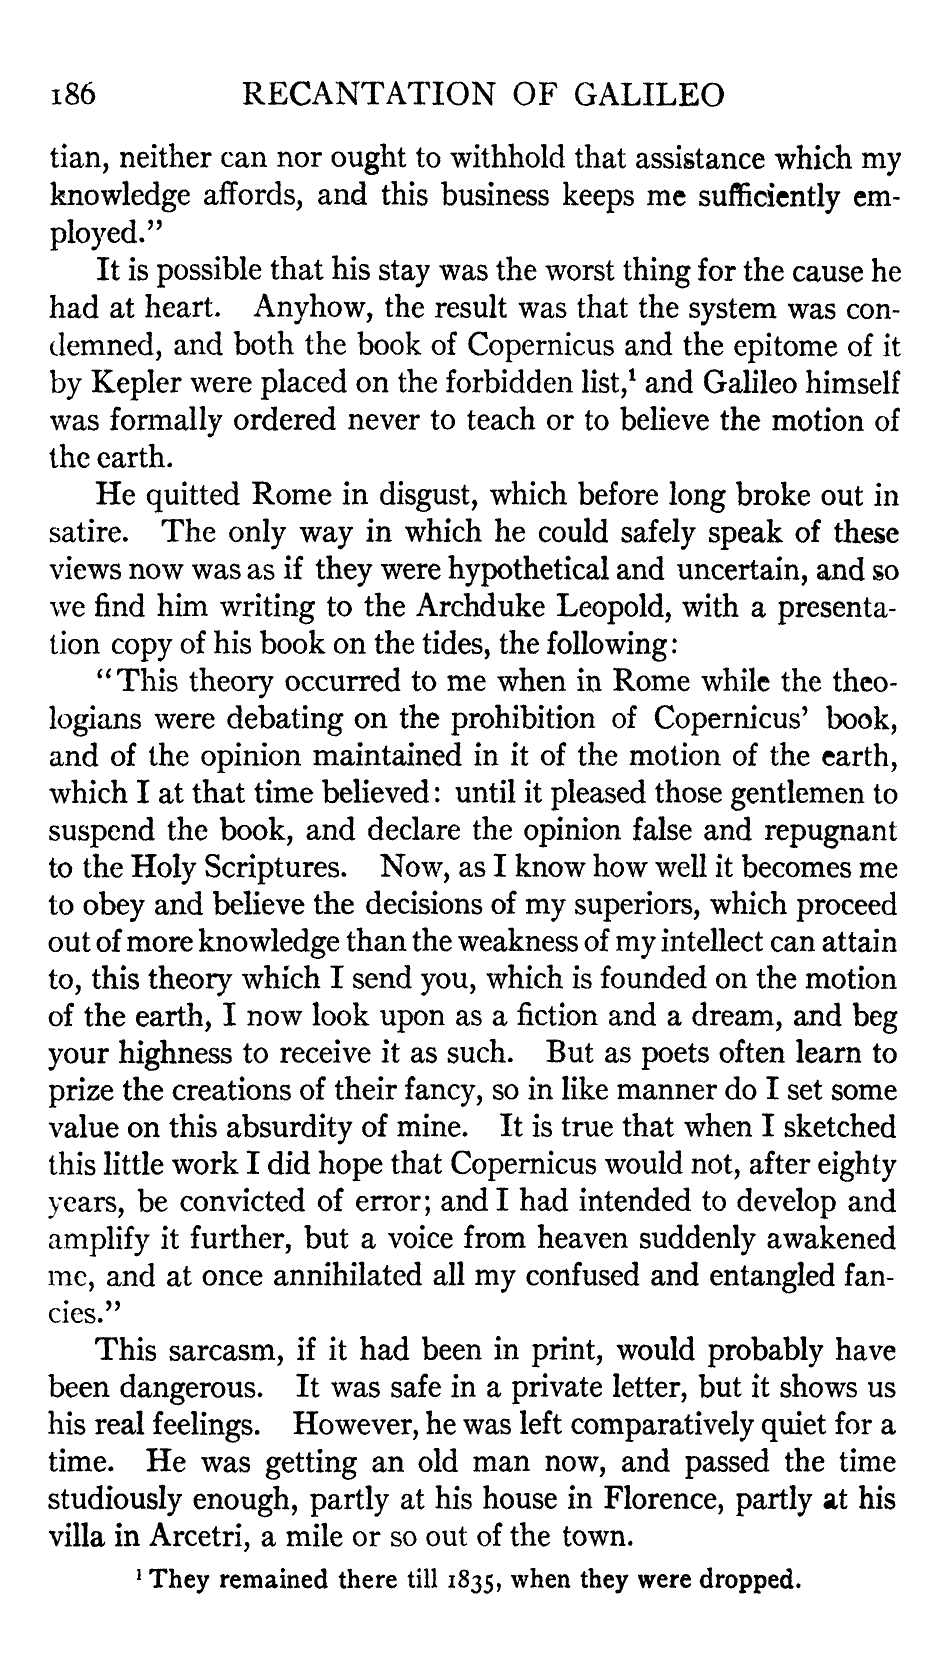 186 RECANTATION OF GALILEO
tian, neither can nor ought to withhold that assistance which my
knowledge affords, and this business keeps me sufficiently em-
ployed.”
It is possible that his stay was the worst thing for the cause he
had at heart. Anyhow, the result was that the system was con-
demned, and both the book of Copernicus and the epitome of it
by Kepler were placed on the forbidden list,¹ and Galileo himself
was formally ordered never to teach or to believe the motion of
the earth.
He quitted Rome in disgust, which before long broke out in
satire. The only way in which he could safely speak of these
views now was as if they were hypothetical and uncertain, and so
we find him writing to the Archduke Leopold, with a presenta-
tion copy of his book on the tides, the following:
“This theory occurred to me when in Rome while the theo-
logians were debating on the prohibition of Copernicus’ book,
and of the opinion maintained in it of the motion of the earth,
which I at that time believed: until it pleased those gentlemen to
suspend the book, and declare the opinion false and repugnant
to the Holy Scriptures. Now, as I know how well it becomes me
to obey and believe the decisions of my superiors, which proceed
out of more knowledge than the weakness of my intellect can attain
to, this theory which I send you, which is founded on the motion
of the earth, I now look upon as a fiction and a dream, and beg
your highness to receive it as such. But as poets often learn to
prize the creations of their fancy, so in like manner do I set some
value on this absurdity of mine. It is true that when I sketched
this little work I did hope that Copernicus would not, after eighty
years, be convicted of error; and I had intended to develop and
amplify it further, but a voice from heaven suddenly awakened
me, and at once annihilated all my confused and entangled fan-
cies.”
This sarcasm, if it had been in print, would probably have
been dangerous. It was safe in a private letter, but it shows us
his real feelings. However, he was left comparatively quiet for a
time. He was getting an old man now, and passed the time
studiously enough, partly at his house in Florence, partly at his
villa in Arcetri, a mile or so out of the town.
¹ They remained there till 1835, when they were dropped.